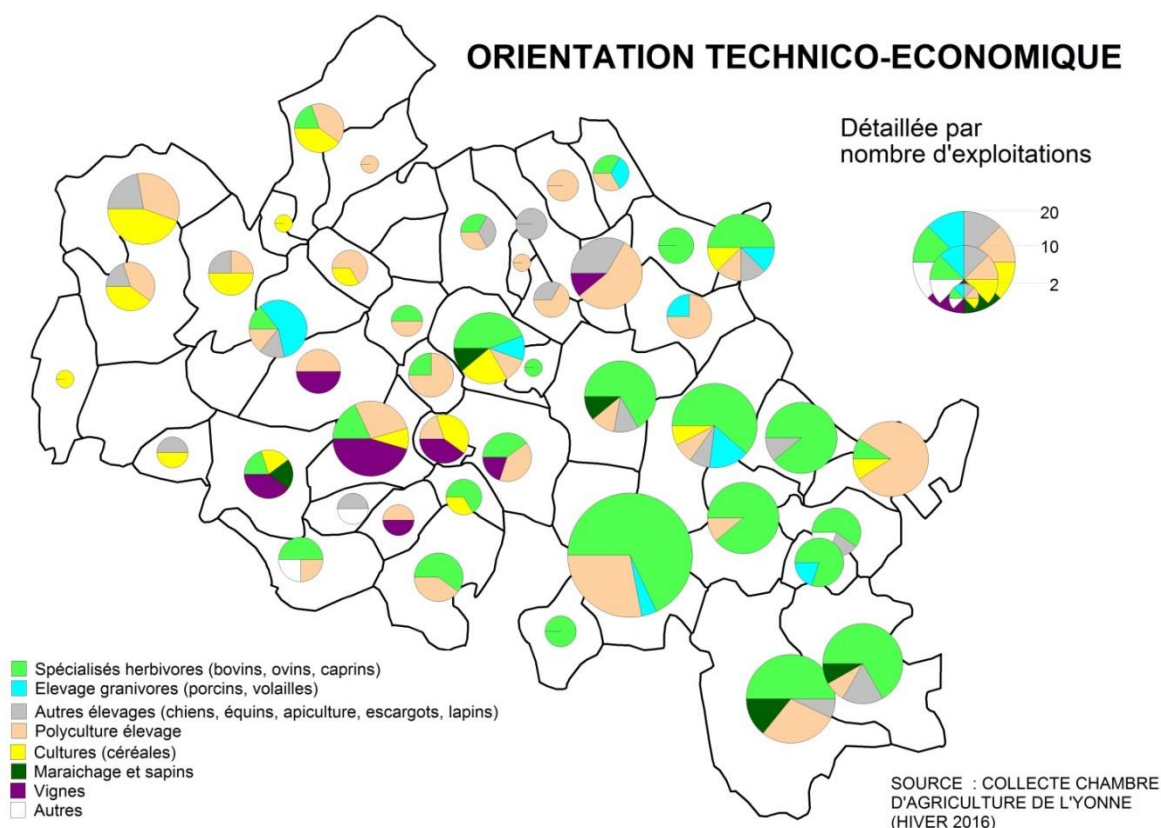 ORIENTATION TECHNICO-ECONOMIQUE
Détaillée par
nombre d'exploitations
20
10
2
Spécialisés herbivores (bovins, ovins, caprins)
Elevage granivores (porcins, volailles)
Autres élevages (chiens, équins, apiculture, escargots, lapins)
Polyculture élevage
Cultures (céréales)
Maraichage et sapins
Vignes
Autres
SOURCE : COLLECTE CHAMBRE
D'AGRICULTURE DE L'YONNE
(HIVER 2016)